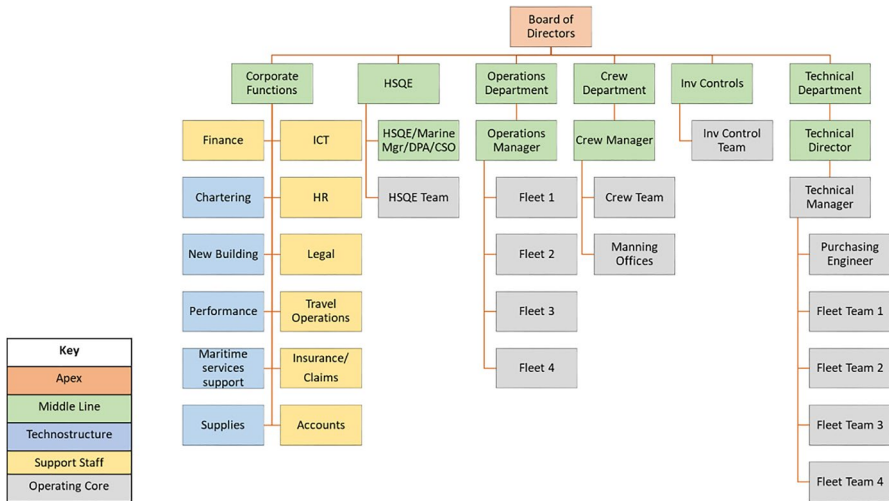 Board of
Directors
Corporate
Functions
HSQE
Operations
Department
Crew
Department
Inv Controls
Technical
Department
Finance
ICT
HSQE/Marine
Mgr/DPA/CSO
Operations
Manager
Crew Manager
Inv Control
Team
Technical
Director
Chartering
HR
HSQE Team
Fleet 1
Crew Team
Technical
Manager
New Building
Legal
Fleet 2
Manning
Offices
Purchasing
Engineer
Performance
Travel
Operations
Fleet 3
Fleet Team 1
Maritime
services
support
Insurance/
Claims
Fleet 4
Fleet Team 2
Supplies
Accounts
Fleet Team 3
Fleet Team 4
Key
Apex
Middle Line
Technostructure
Support Staff
Operating Core